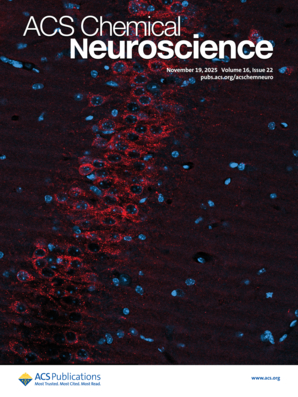 ACS Chemical
Neuroscience
November 19, 2025 Volume 16, Issue 22
pubs.acs.org/acschemneuro
ACS Publications
Most Trusted. Most Cited. Most Read.
www.acs.org